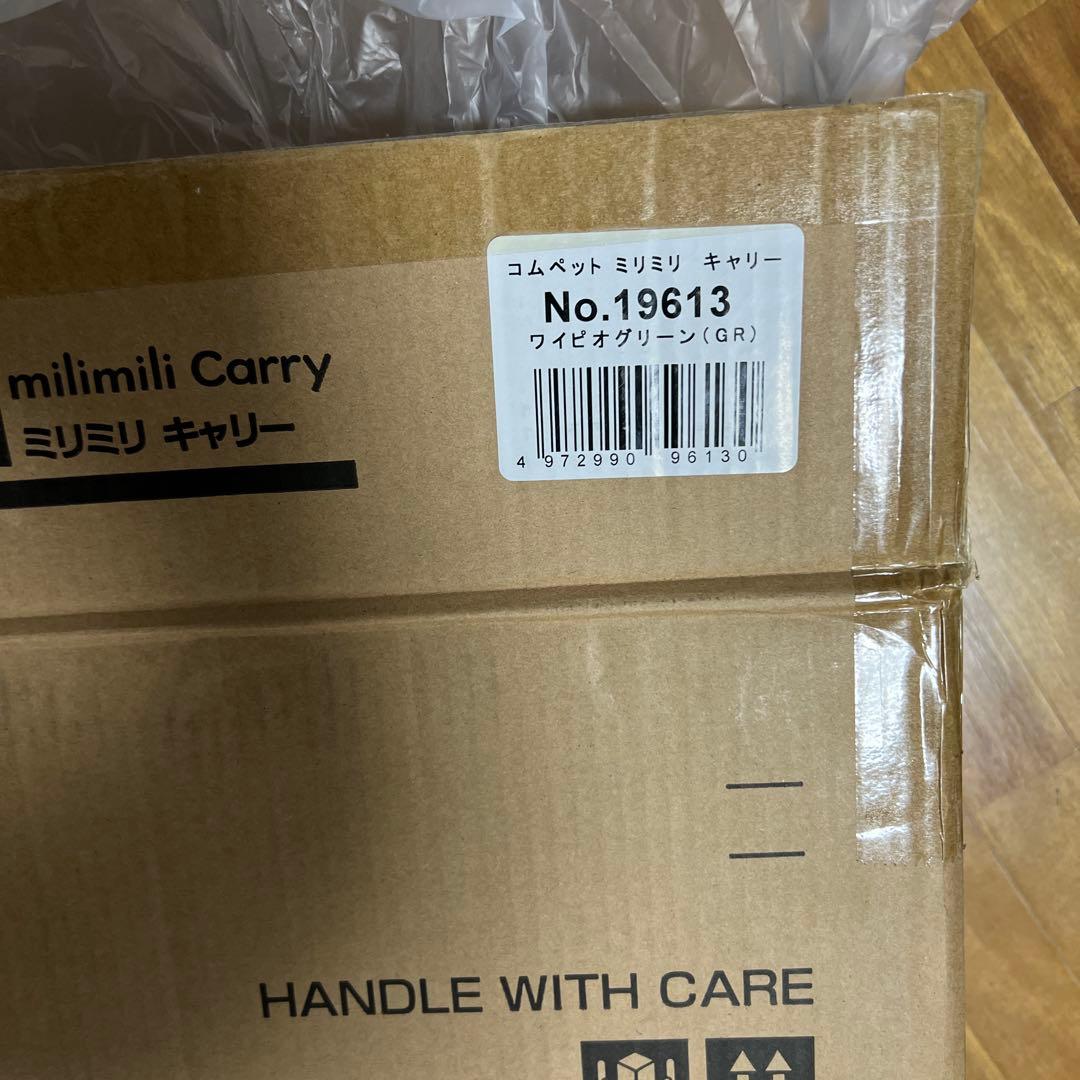 コムペット ミリミリ キャリー
No.19613
ワイピオグリーン(GR)
4 972990 96130
milimili Carry
ミリミリ キャリー
HANDLE WITH CARE